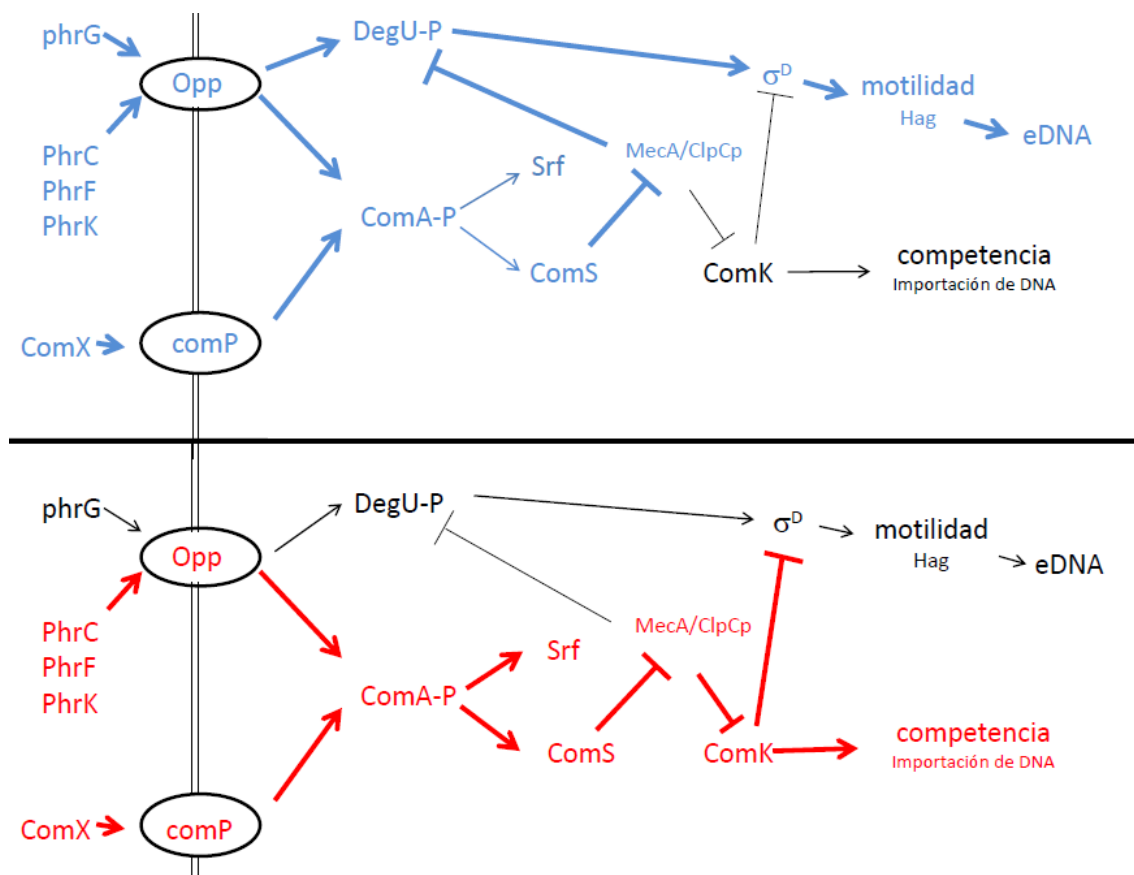 phrG
DegU-P
Opp
σD
motilidad
Hag
eDNA
PhrC
PhrF
PhrK
MecA/ClpCp
Srf
ComA-P
ComS
ComK
competencia
Importación de DNA
ComX
comP
phrG
DegU-P
Opp
σD
motilidad
Hag
eDNA
PhrC
PhrF
PhrK
MecA/ClpCp
Srf
ComA-P
ComS
ComK
competencia
Importación de DNA
ComX
comP